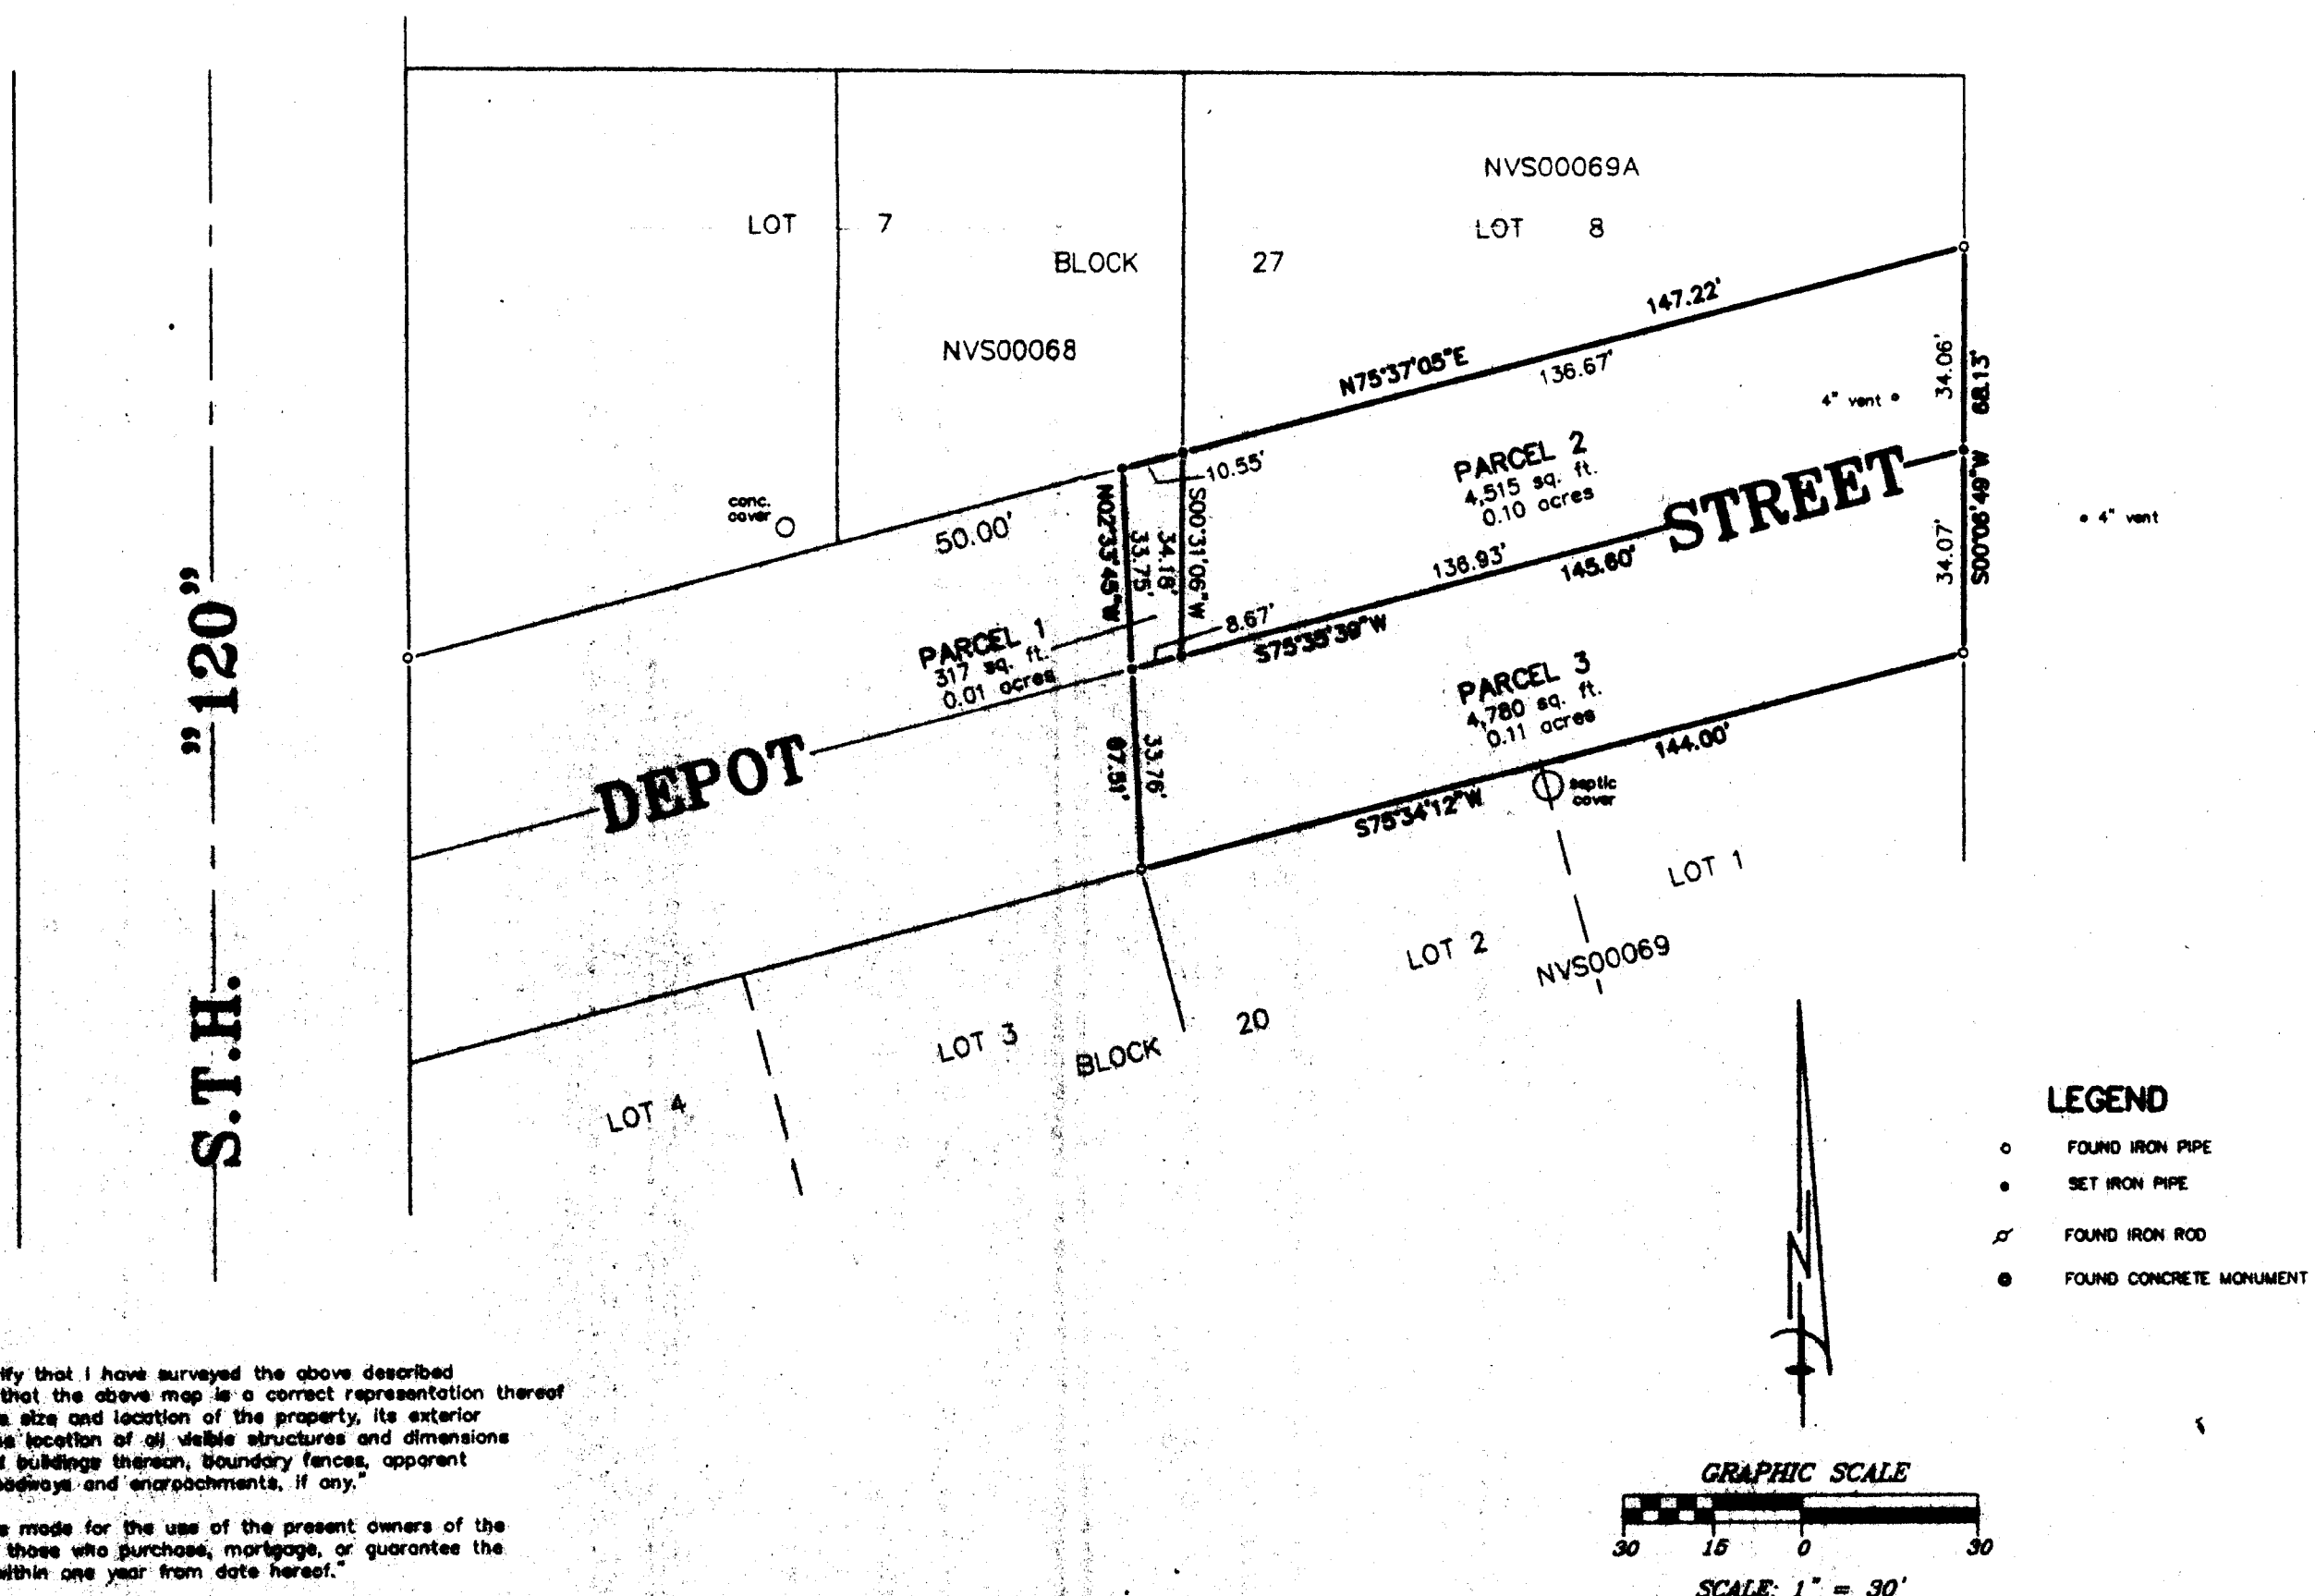 NVS00069A
LOT 7
LOT 8
BLOCK 27
147.22'
NVS00068
N75°37'05"E
136.67'
34.06'
68.13'
4" vent
10.55'
PARCEL 2
4,515 sq. ft.
0.10 acres
STREET
conc.
cover
50.00'
N02°33'45"W
33.75'
34.18'
S00°31'06"W
136.93'
145.60'
34.07'
S00°06'49"W
4" vent
"120"
PARCEL 1
317 sq. ft.
0.01 acres
8.67'
S75°35'39"W
PARCEL 3
4,780 sq. ft.
0.11 acres
DEPOT
67.51'
33.76'
144.00'
septic
cover
S75°34'12"W
LOT 1
LOT 2
NVS00069
S.T.H.
LOT 3
BLOCK 20
LOT 4
N
LEGEND
FOUND IRON PIPE
SET IRON PIPE
FOUND IRON ROD
FOUND CONCRETE MONUMENT
ify that I have surveyed the above described
that the above map is a correct representation thereof
size and location of the property, its exterior
location of all visible structures and dimensions
buildings thereon, boundary fences, apparent
adways and encroachments, if any."
made for the use of the present owners of the
those who purchase, mortgage, or guarantee the
within one year from date hereof."
GRAPHIC SCALE
30 15 0 30
SCALE: 1" = 30'